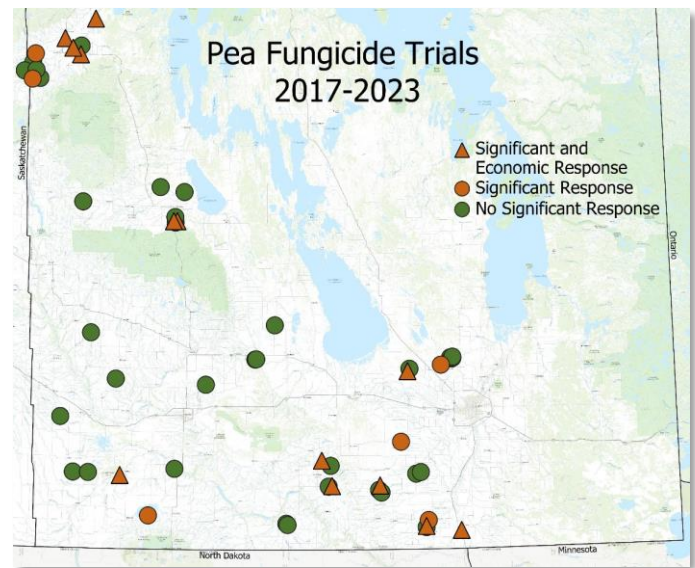 Pea Fungicide Trials
2017-2023
Significant and
Economic Response
Significant Response
No Significant Response
Saskatchewan
Ontario
North Dakota
Minnesota